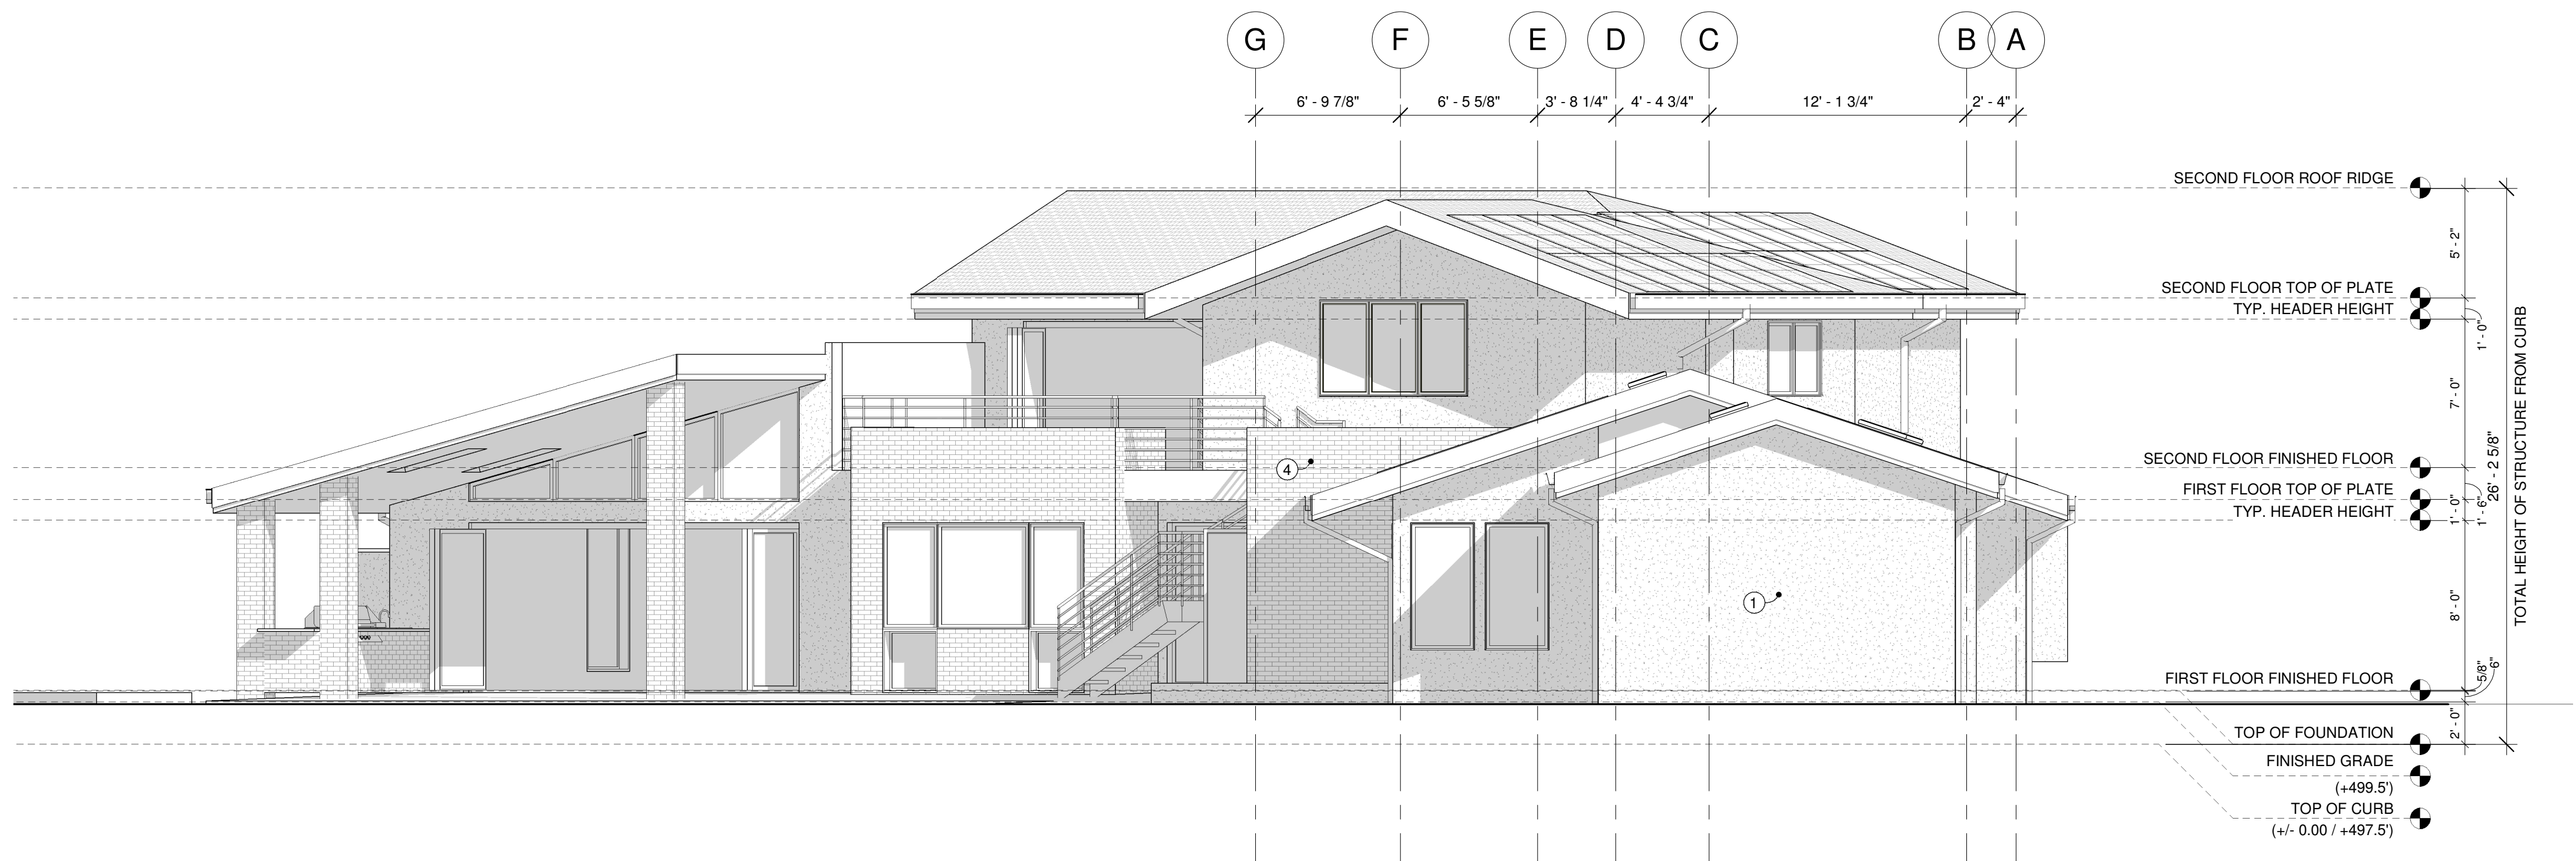 G F E D C B A
6' - 9 7/8" 6' - 5 5/8" 3' - 8 1/4" 4' - 4 3/4" 12' - 1 3/4" 2' - 4"
SECOND FLOOR ROOF RIDGE
5' - 2"
SECOND FLOOR TOP OF PLATE
TYP. HEADER HEIGHT
1' - 0"
7' - 0"
SECOND FLOOR FINISHED FLOOR
FIRST FLOOR TOP OF PLATE
TYP. HEADER HEIGHT
1' - 6"
1' - 0"
26' - 2 5/8"
TOTAL HEIGHT OF STRUCTURE FROM CURB
4
1
8' - 0"
FIRST FLOOR FINISHED FLOOR
5/8"
6"
2' - 0"
TOP OF FOUNDATION
FINISHED GRADE
(+499.5')
TOP OF CURB
(+/- 0.00 / +497.5')